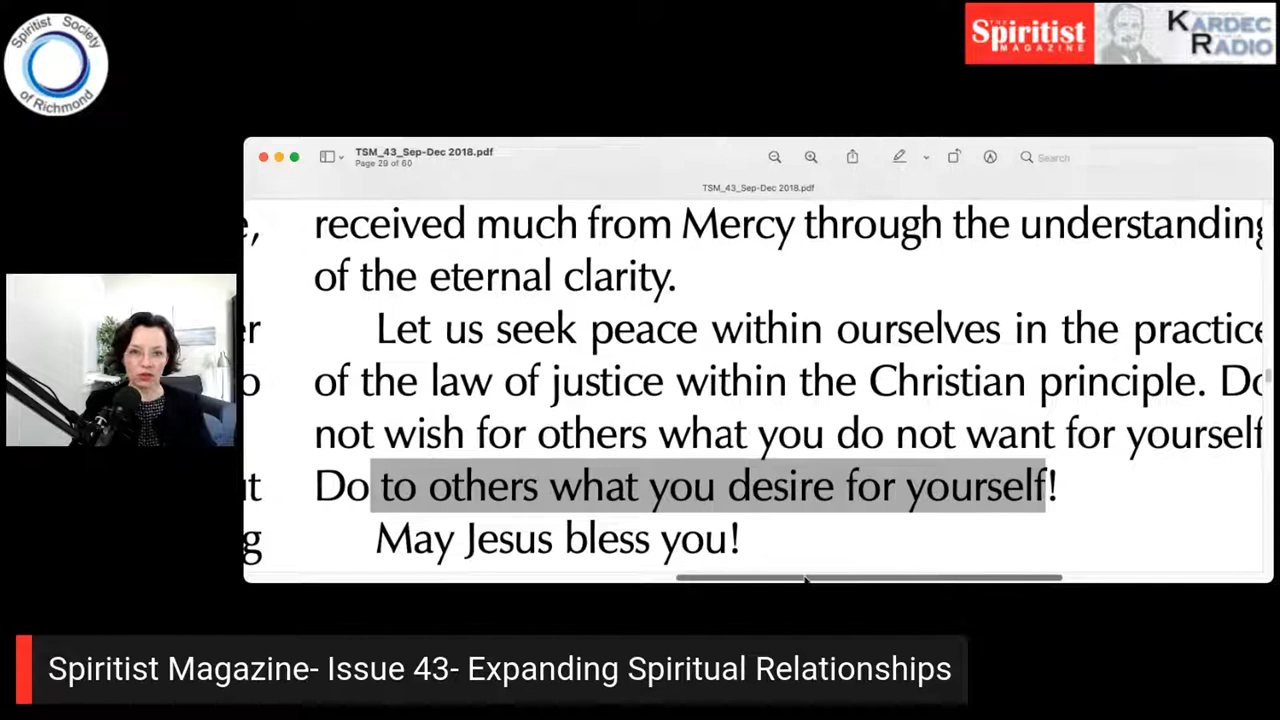 Spiritist Society
of Richmond
THE
Spiritist
MAGAZINE
KARDEC
RADIO
TSM_43_Sep-Dec 2018.pdf
Page 29 of 60
Search
TSM_43_Sep-Dec 2018.pdf
e, received much from Mercy through the understanding
of the eternal clarity.
er Let us seek peace within ourselves in the practice
o of the law of justice within the Christian principle. Do
not wish for others what you do not want for yourself
ut Do to others what you desire for yourself!
g May Jesus bless you!
Spiritist Magazine- Issue 43- Expanding Spiritual Relationships